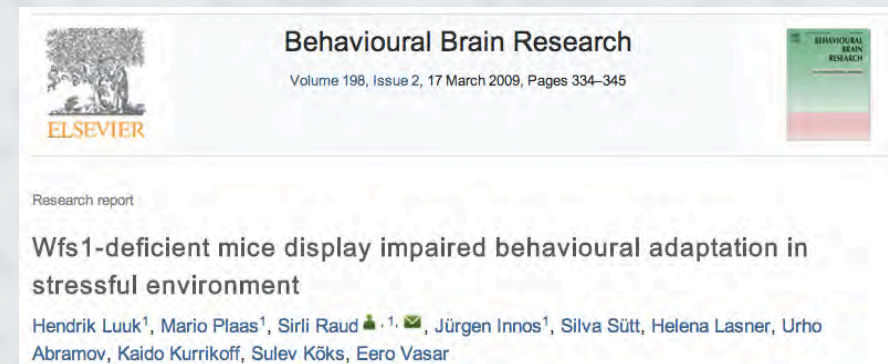 Behavioural Brain Research
Volume 198, Issue 2, 17 March 2009, Pages 334–345
ELSEVIER
BEHAVIOURAL
BRAIN
RESEARCH
Research report
Wfs1-deficient mice display impaired behavioural adaptation in
stressful environment
Hendrik Luuk¹, Mario Plaas¹, Sirli Raud , 1, , Jürgen Innos¹, Silva Sütt, Helena Lasner, Urho
Abramov, Kaido Kurrikoff, Sulev Kõks, Eero Vasar